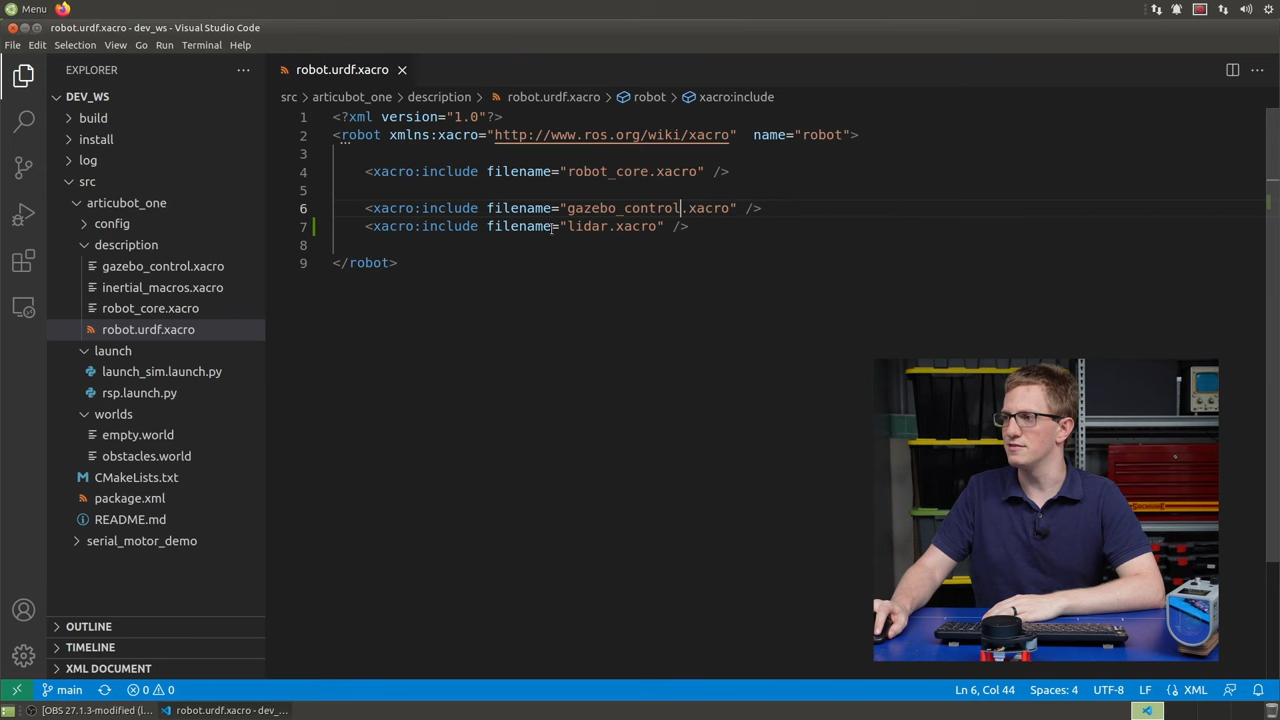 Menu
robot.urdf.xacro - dev_ws - Visual Studio Code
File Edit Selection View Go Run Terminal Help
EXPLORER
DEV_WS
build
install
log
src
articubot_one
config
description
gazebo_control.xacro
inertial_macros.xacro
robot_core.xacro
robot.urdf.xacro
launch
launch_sim.launch.py
rsp.launch.py
worlds
empty.world
obstacles.world
CMakeLists.txt
package.xml
README.md
serial_motor_demo
OUTLINE
TIMELINE
XML DOCUMENT
robot.urdf.xacro
src > articubot_one > description > robot.urdf.xacro > robot > xacro:include
1 <?xml version="1.0"?>
2 <robot xmlns:xacro="http://www.ros.org/wiki/xacro" name="robot">
3
4 <xacro:include filename="robot_core.xacro" />
5
6 <xacro:include filename="gazebo_control.xacro" />
7 <xacro:include filename="lidar.xacro" />
8
9 </robot>
main 0 0 Ln 6, Col 44 Spaces: 4 UTF-8 LF XML
[OBS 27.1.3-modified (l... robot.urdf.xacro - dev_...